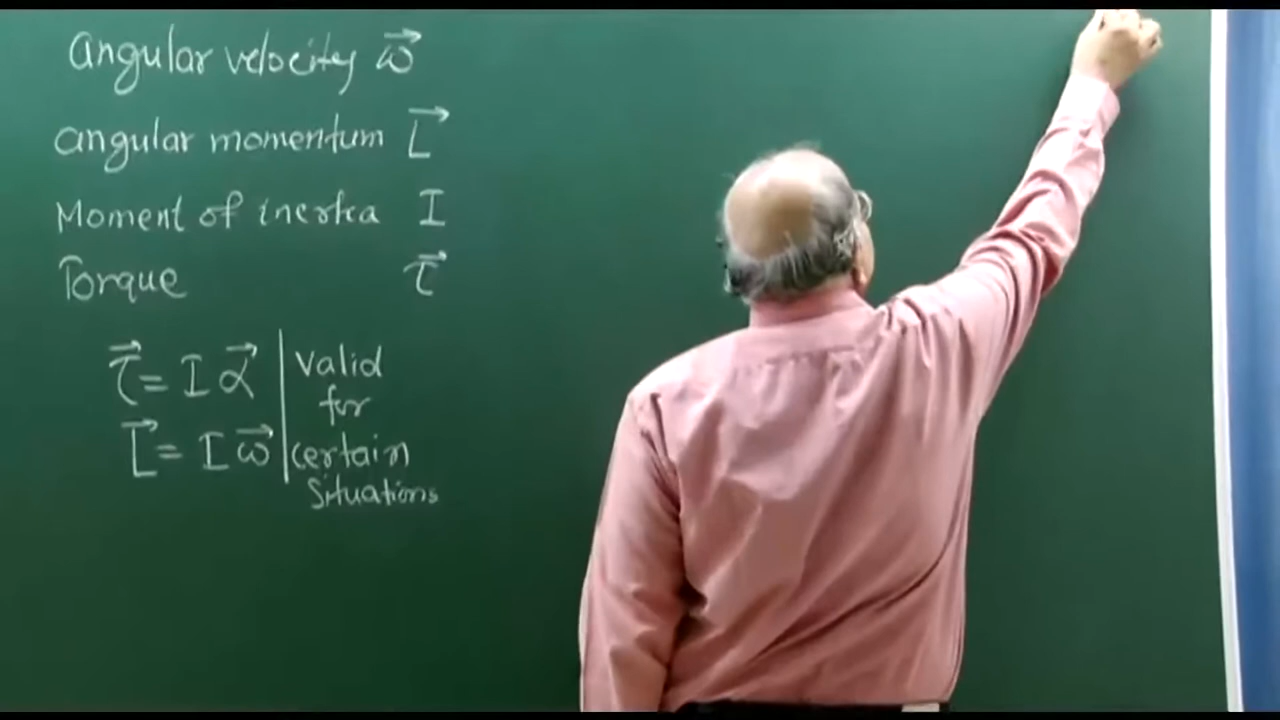 Angular velocity ω⃗
angular momentum L⃗
Moment of inertia I
Torque τ⃗
τ⃗ = I α⃗
L⃗ = I ω⃗
Valid
for
certain
situations